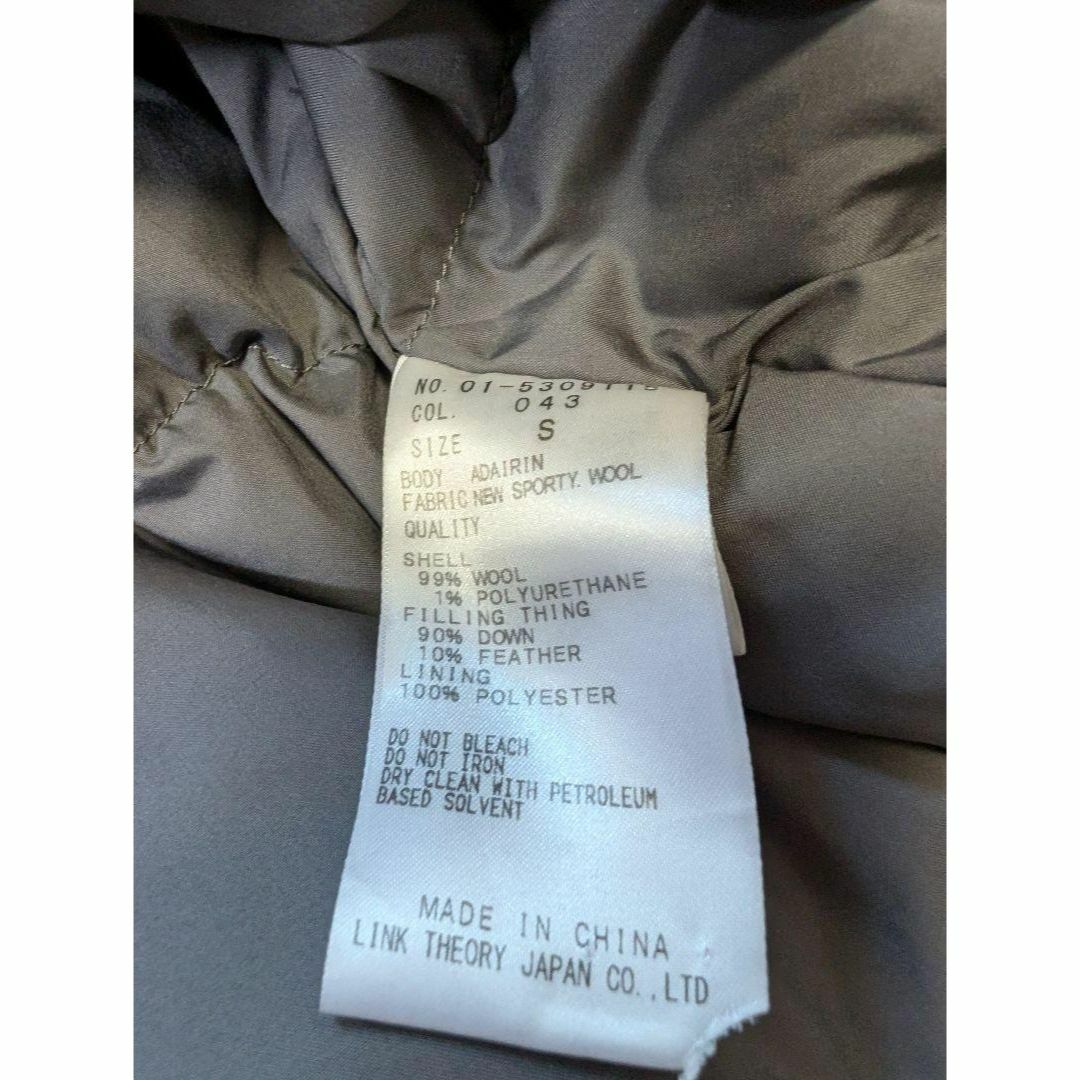 NO. 01-5309112
COL. 043
SIZE S
BODY ADAIRIN
FABRIC NEW SPORTY. WOOL
QUALITY
SHELL
99% WOOL
1% POLYURETHANE
FILLING THING
90% DOWN
10% FEATHER
LINING
100% POLYESTER
DO NOT BLEACH
DO NOT IRON
DRY CLEAN WITH PETROLEUM
BASED SOLVENT
MADE IN CHINA
LINK THEORY JAPAN CO.,LTD